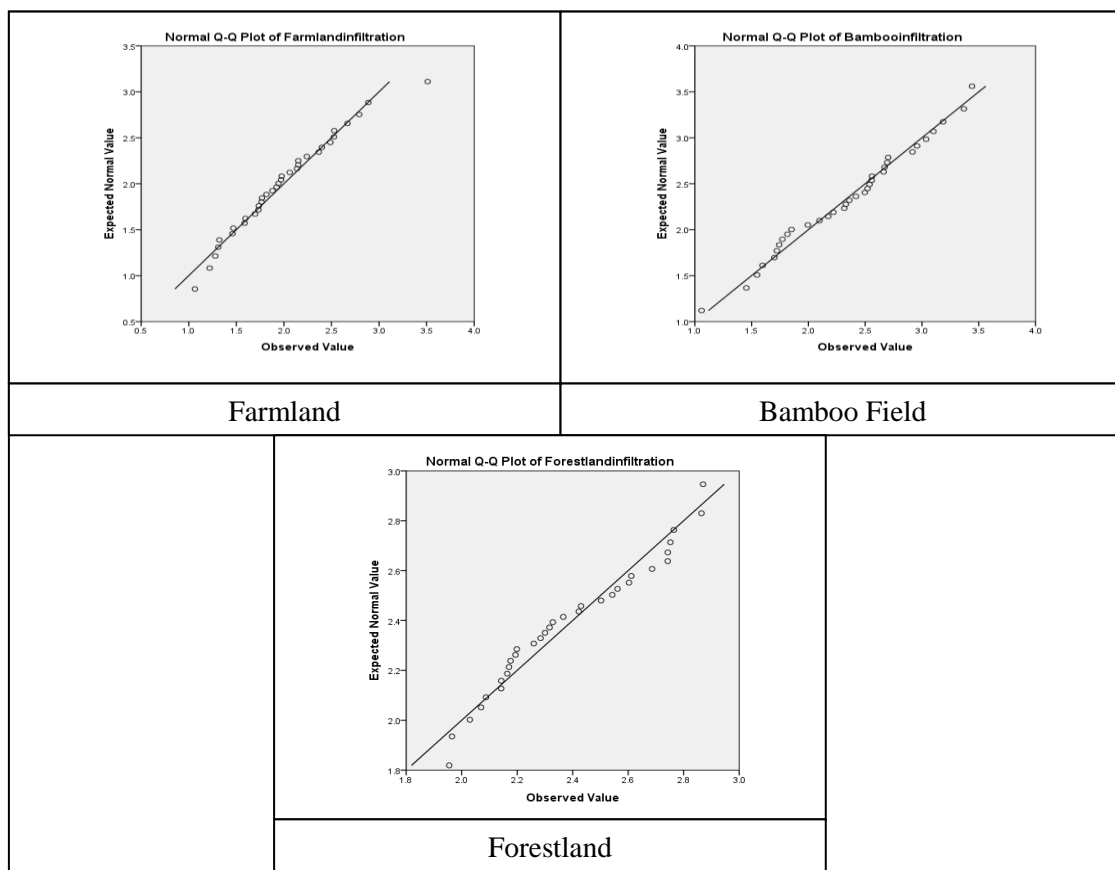 Normal Q-Q Plot of Farmlandinfiltration
Expected Normal Value
3.5
3.0
2.5
2.0
1.5
1.0
0.5
0.5 1.0 1.5 2.0 2.5 3.0 3.5 4.0
Observed Value
Farmland
Normal Q-Q Plot of Bambooinfiltration
Expected Normal Value
4.0
3.5
3.0
2.5
2.0
1.5
1.0
1.0 1.5 2.0 2.5 3.0 3.5 4.0
Observed Value
Bamboo Field
Normal Q-Q Plot of Forestlandinfiltration
Expected Normal Value
3.0
2.8
2.6
2.4
2.2
2.0
1.8
1.8 2.0 2.2 2.4 2.6 2.8 3.0
Observed Value
Forestland